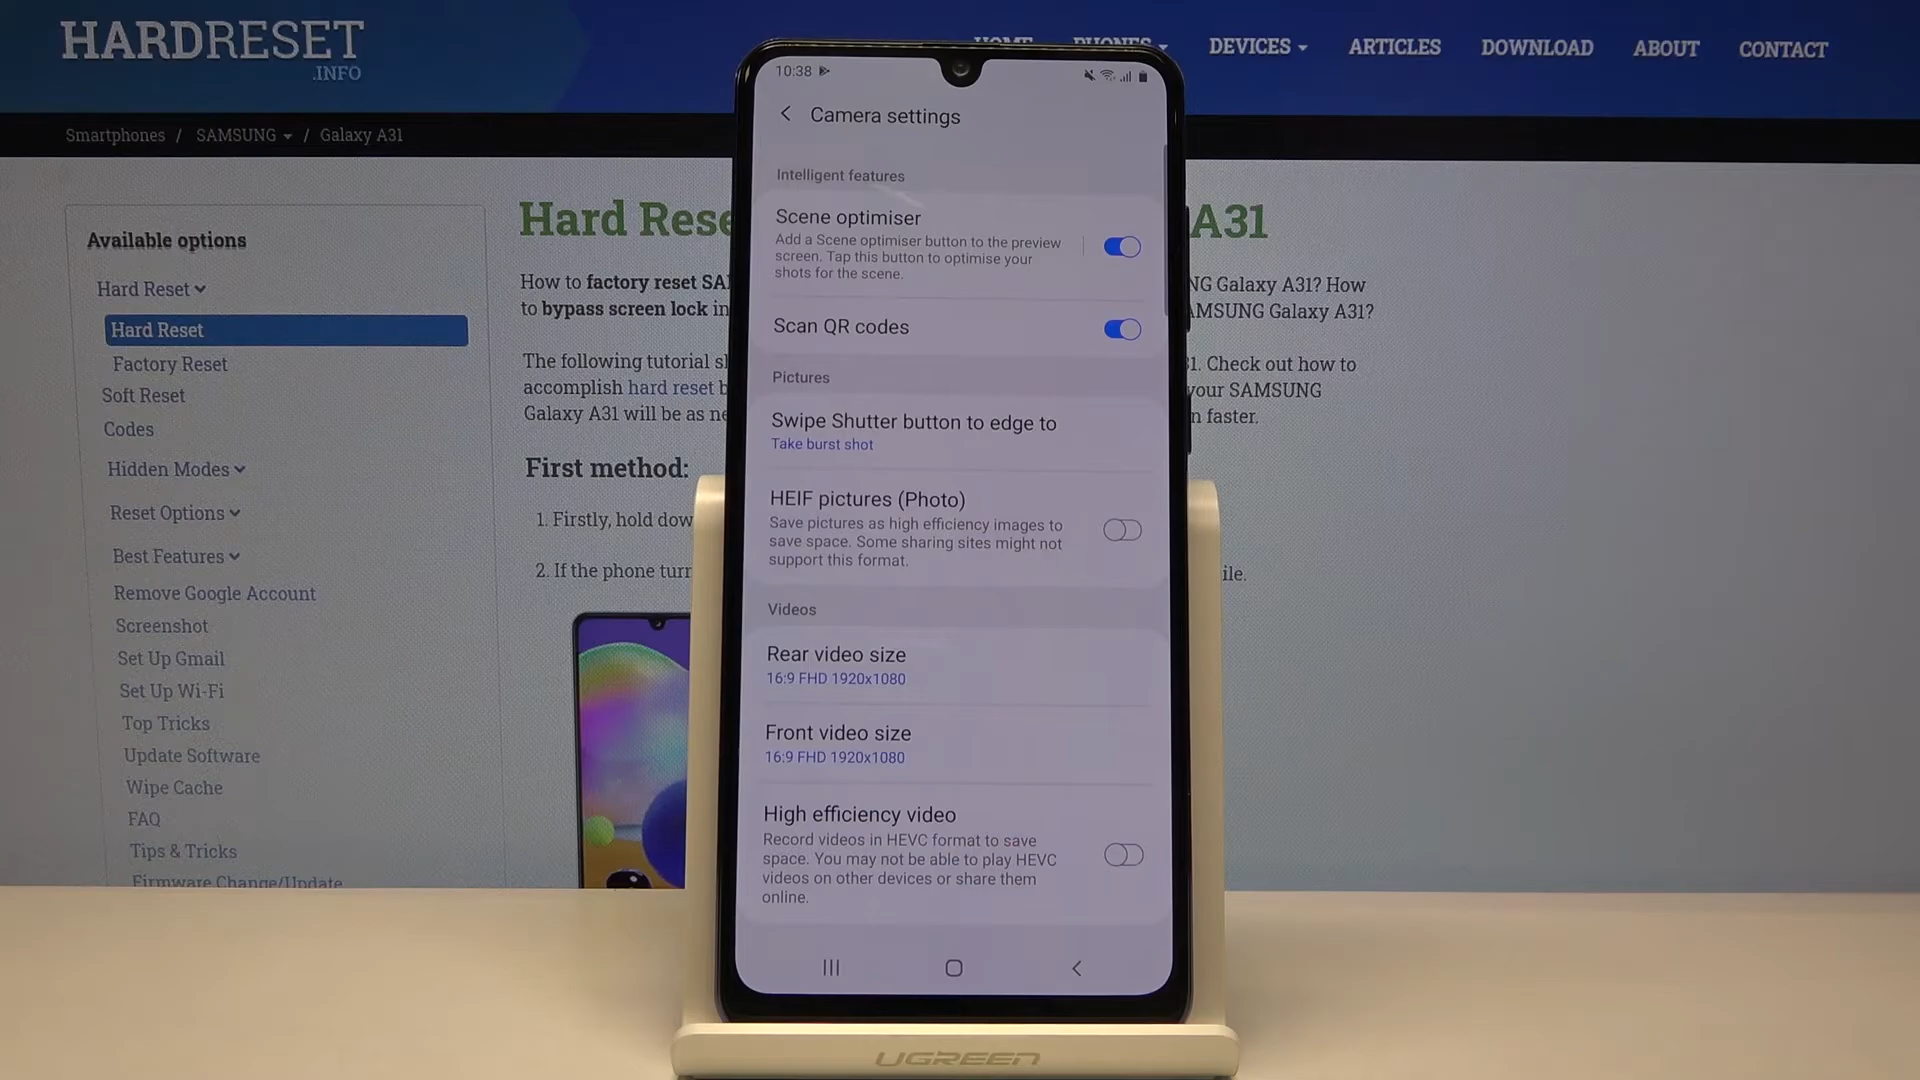 HARDRESET
.INFO
HOME
PHONES
DEVICES
ARTICLES
DOWNLOAD
ABOUT
CONTACT
Smartphones / SAMSUNG / Galaxy A31
Available options
Hard Reset
Hard Reset
Factory Reset
Soft Reset
Codes
Hidden Modes
Reset Options
Best Features
Remove Google Account
Screenshot
Set Up Gmail
Set Up Wi-Fi
Top Tricks
Update Software
Wipe Cache
FAQ
Tips & Tricks
Firmware Change/Update
Hard Rese
A31
How to factory reset SA
NG Galaxy A31? How
to bypass screen lock in
AMSUNG Galaxy A31?
The following tutorial sh
31. Check out how to
accomplish hard reset b
your SAMSUNG
Galaxy A31 will be as ne
n faster.
First method:
1. Firstly, hold dow
2. If the phone turn
ile.
10:38
Camera settings
Intelligent features
Scene optimiser
Add a Scene optimiser button to the preview
screen. Tap this button to optimise your
shots for the scene.
Scan QR codes
Pictures
Swipe Shutter button to edge to
Take burst shot
HEIF pictures (Photo)
Save pictures as high efficiency images to
save space. Some sharing sites might not
support this format.
Videos
Rear video size
16:9 FHD 1920x1080
Front video size
16:9 FHD 1920x1080
High efficiency video
Record videos in HEVC format to save
space. You may not be able to play HEVC
videos on other devices or share them
online.
UGREEN